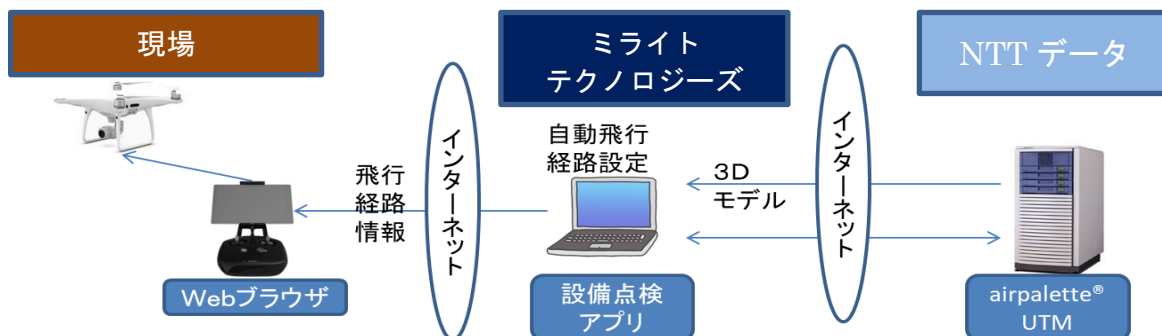 現場
ミライト
テクノロジーズ
NTT データ
インターネット
インターネット
自動飛行
経路設定
飛行
経路
情報
3D
モデル
Webブラウザ
設備点検
アプリ
airpalette®
UTM